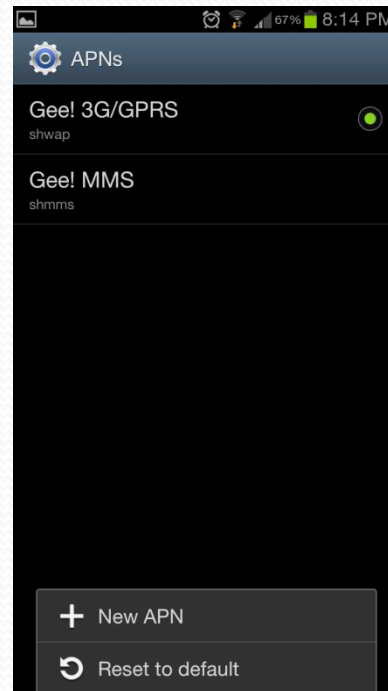 67% 8:14 PM
APNs
Gee! 3G/GPRS
shwap
Gee! MMS
shmms
New APN
Reset to default